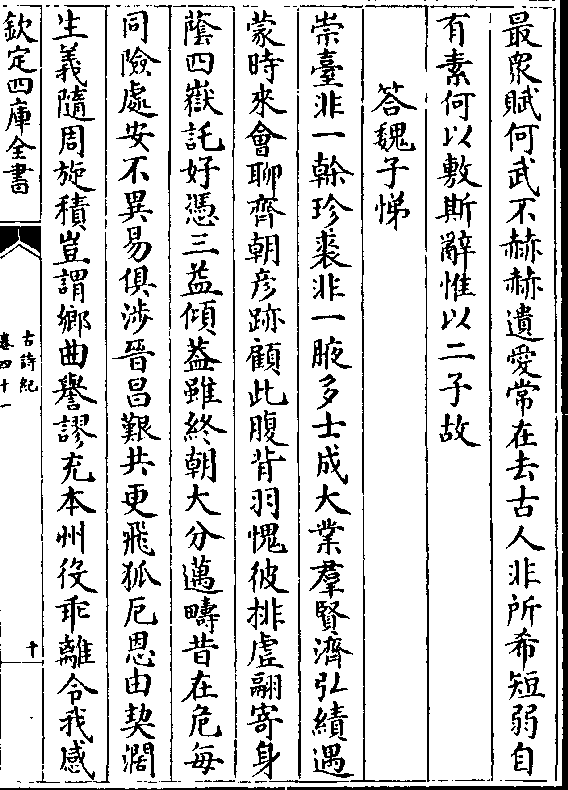 最衆賦何武不赫赫遺愛常在去古人非所希短弱自
有素何以敷斯辭惟以二子故
答魏子悌
崇臺非一幹珍裘非一腋多士成大業羣賢濟弘績遇
蒙時來會聊齊朝彦跡顧此腹背羽愧彼排虚翮寄身
蔭四嶽託好憑三益傾蓋雖終朝大分邁疇昔在危每
同險處安不異易俱涉晉昌艱共更飛狐厄恩由契濶
生義隨周旋積豈謂鄉曲譽謬充本州役乖離令我感
欽定四庫全書
古詩紀
卷四十一
十